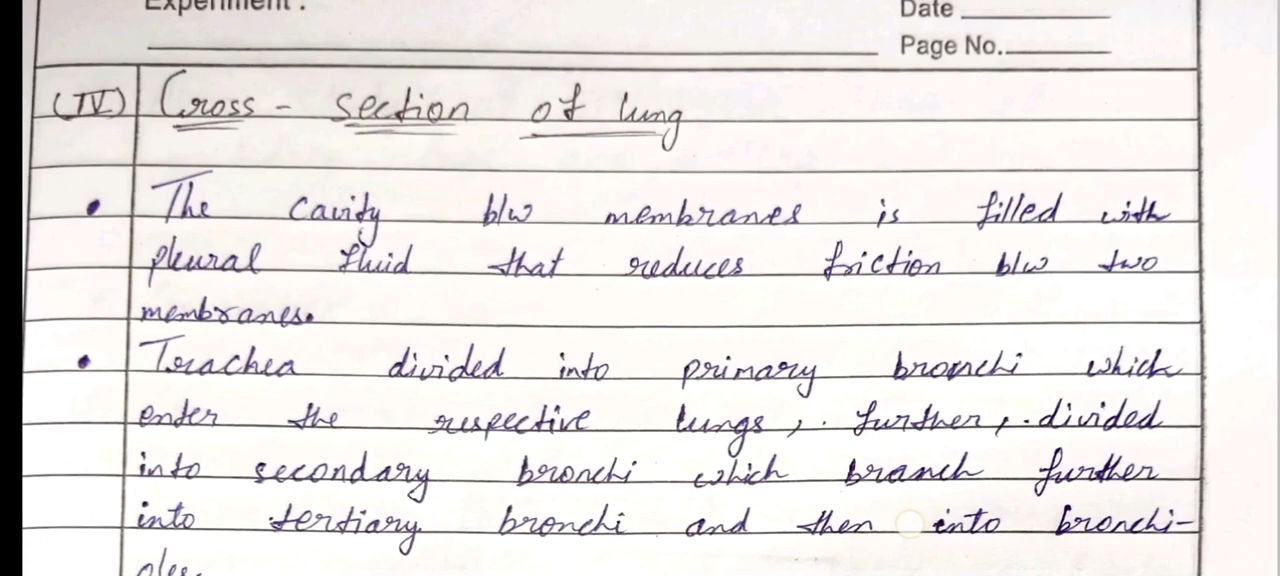 Experiment :
Date
Page No.
(IV) Cross - section of lung
• The cavity b/w membranes is filled with
pleural fluid that reduces friction b/w two
membranes.
• Trachea divided into primary bronchi which
enter the respective lungs, . further, . divided
into secondary bronchi which branch further
into tertiary bronchi and then into bronchi-
oles.